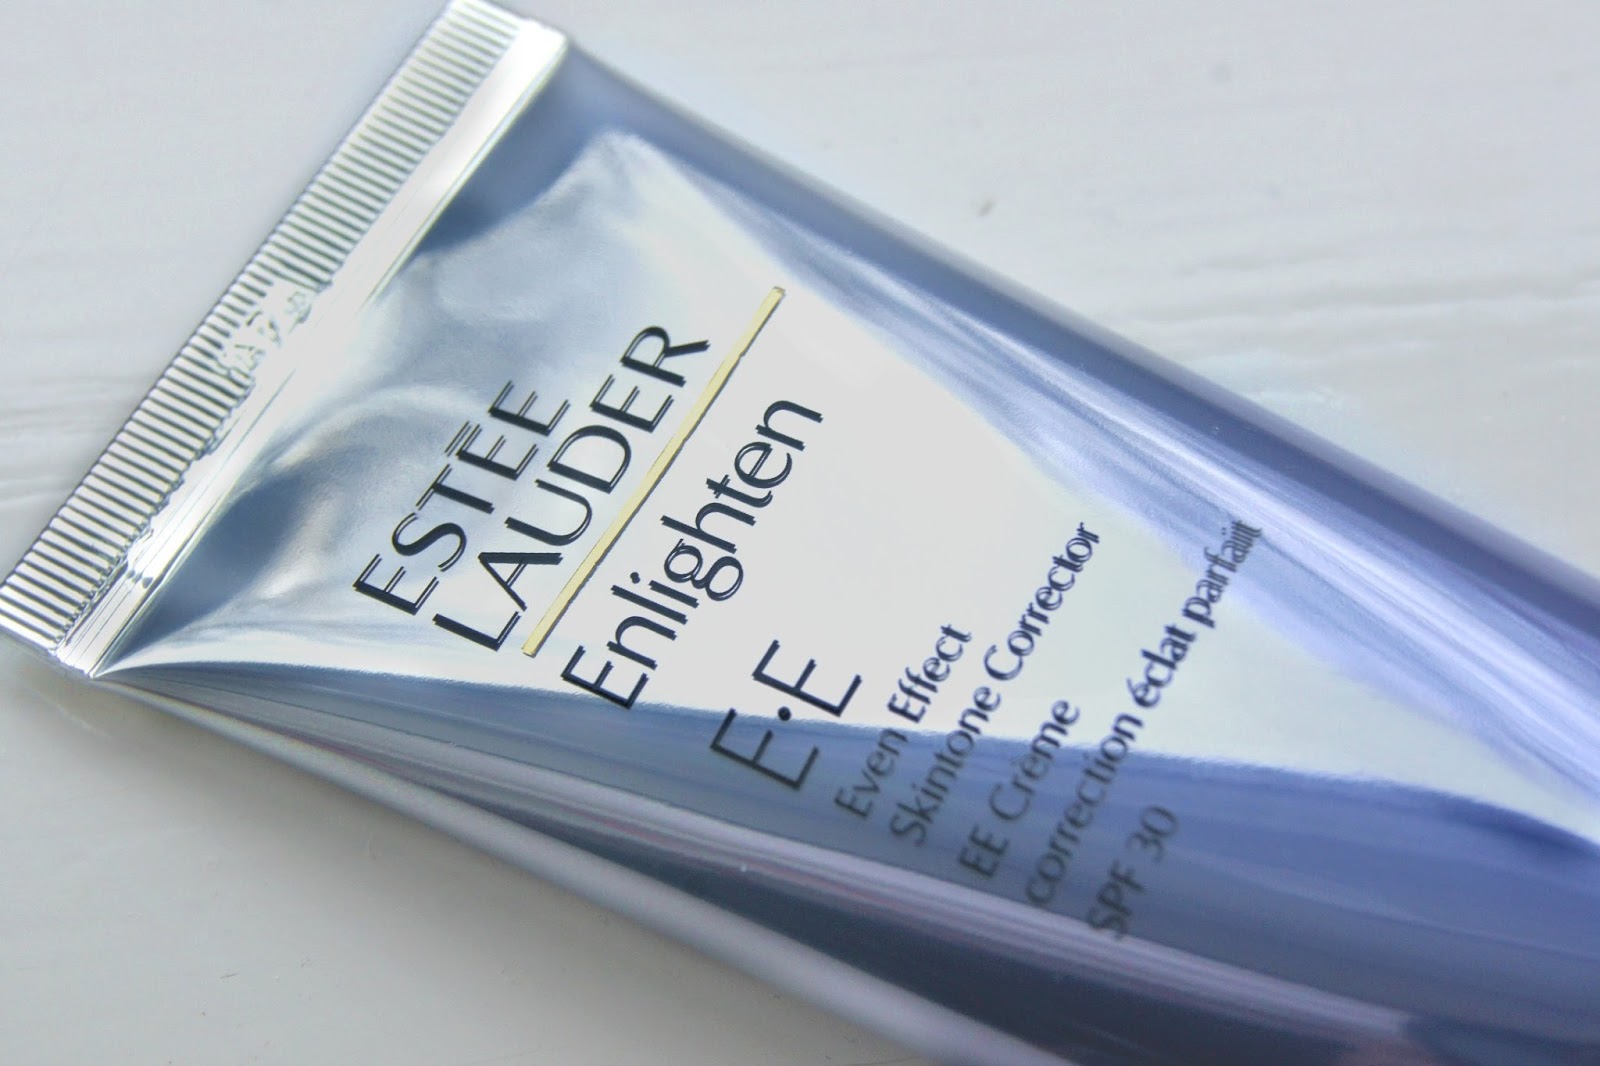 ESTĒE
LAUDER
Enlighten
E·E
Even Effect
Skintone Corrector
EE Crème
correction éclat parfait
SPF 30